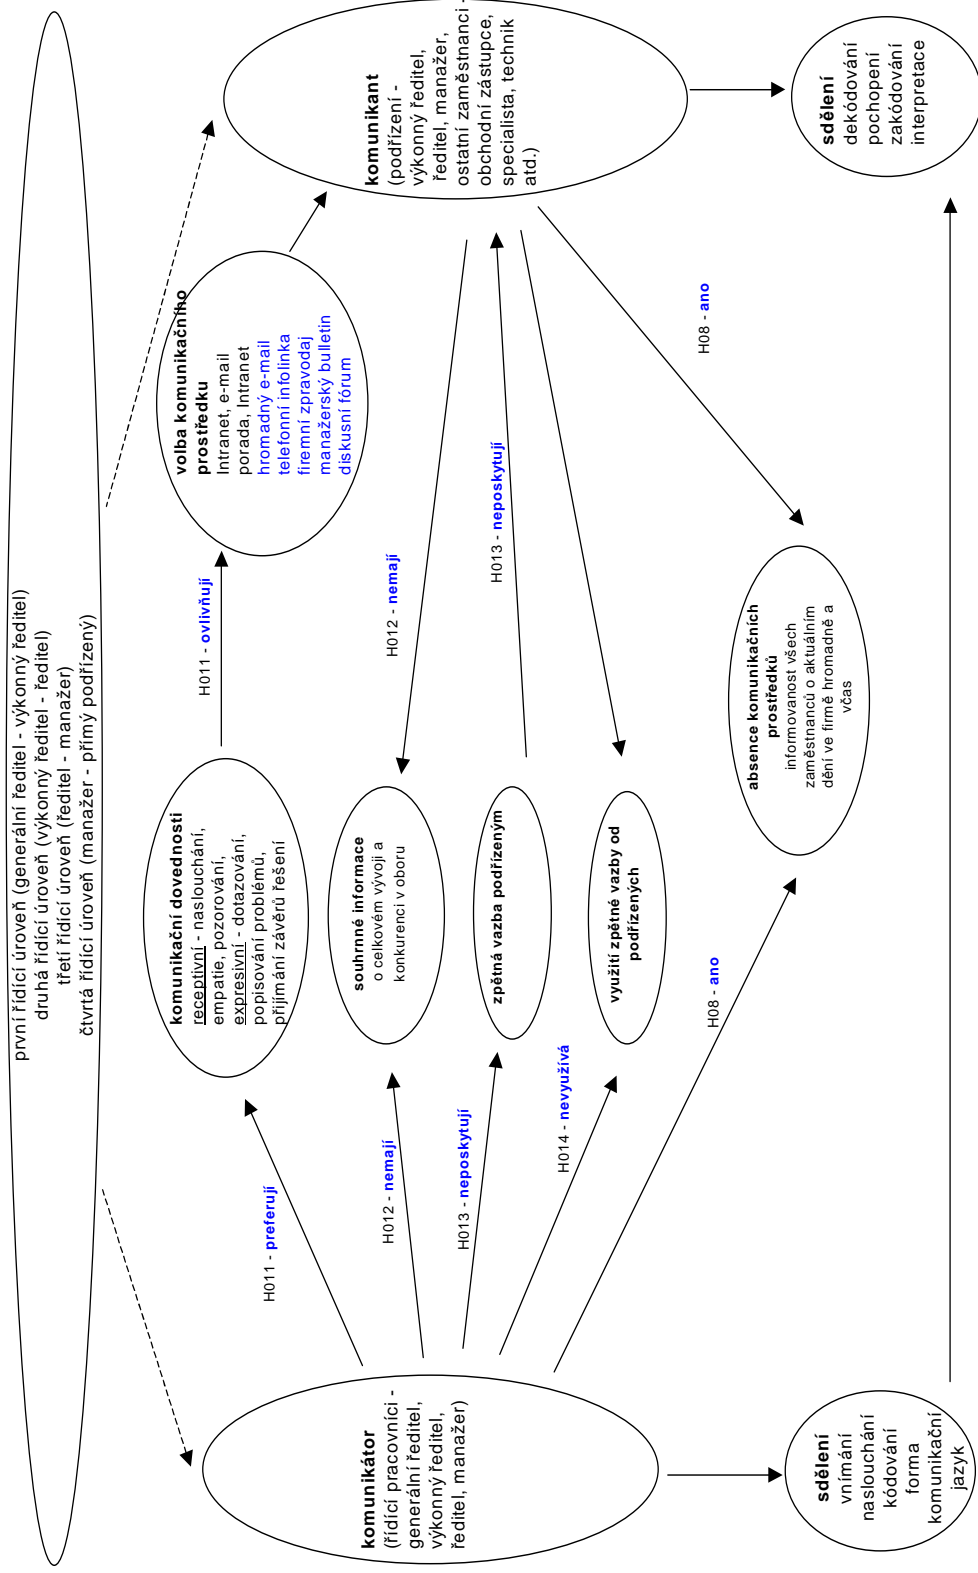 první řídící úroveň (generální ředitel - výkonný ředitel)
druhá řídící úroveň (výkonný ředitel - ředitel)
třetí řídící úroveň (ředitel - manažer)
čtvrtá řídící úroveň (manažer - přímý podřízený)
komunikátor
(řídící pracovníci -
generální ředitel,
výkonný ředitel,
ředitel, manažer)
H011 - preferují
komunikační dovednosti
receptivní - naslouchání,
empatie, pozorování,
expresivní - dotazování,
popisování problémů,
přijímání závěrů řešení
H011 - ovlivňují
volba komunikačního
prostředku
Intranet, e-mail
porada, Intranet
hromadný e-mail
telefonní infolinka
firemní zpravodaj
manažerský bulletin
diskusní fórum
komunikant
(podřízení -
výkonný ředitel,
ředitel, manažer,
ostatní zaměstnanci -
obchodní zástupce,
specialista, technik
atd.)
H012 - nemají
souhrnné informace
o celkovém vývoji a
konkurenci v oboru
H012 - nemají
H013 - neposkytují
zpětná vazba podřízeným
H013 - neposkytují
H014 - nevyužívá
využití zpětné vazby od
podřízených
H08 - ano
absence komunikačních
prostředků
informovanost všech
zaměstnanců o aktuálním
dění ve firmě hromadně a
včas
H08 - ano
sdělení
vnímání
naslouchání
kódování
forma
komunikační
jazyk
sdělení
dekódování
pochopení
zakódování
interpretace